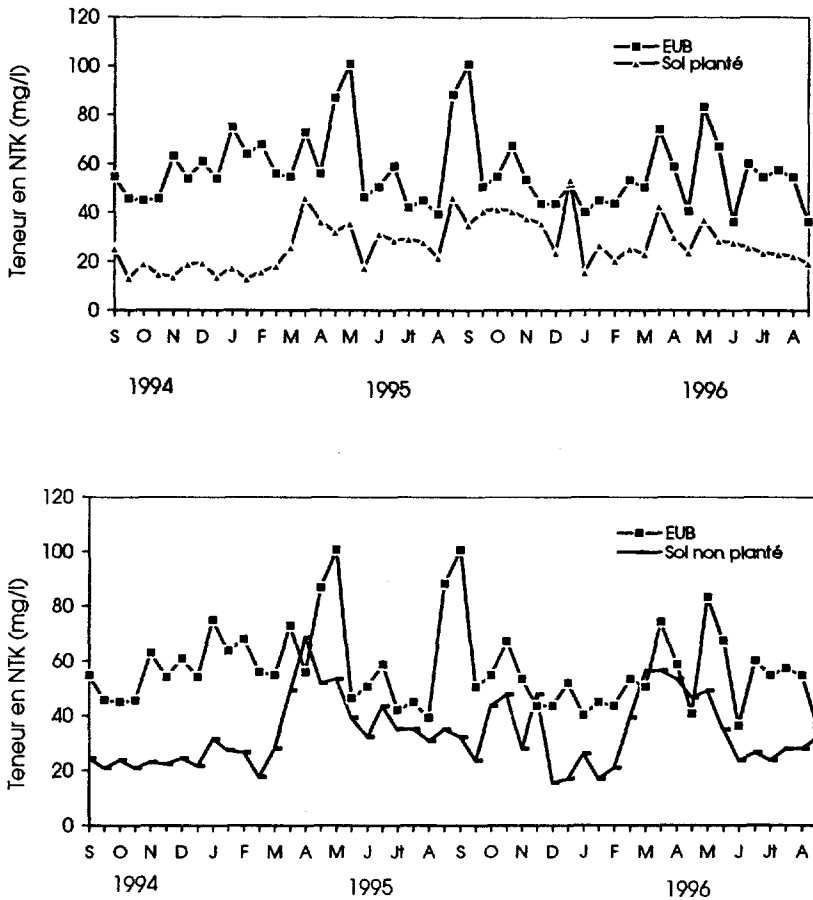 120
100
80
60
40
20
0
Teneur en NTK (mg/l)
EUB
Sol planté
S O N D J F M A M J Jt A S O N D J F M A M J Jt A
1994 1995 1996
120
100
80
60
40
20
0
Teneur en NTK (mg/l)
EUB
Sol non planté
S O N D J F M A M J Jt A S O N D J F M A M J Jt A
1994 1995 1996